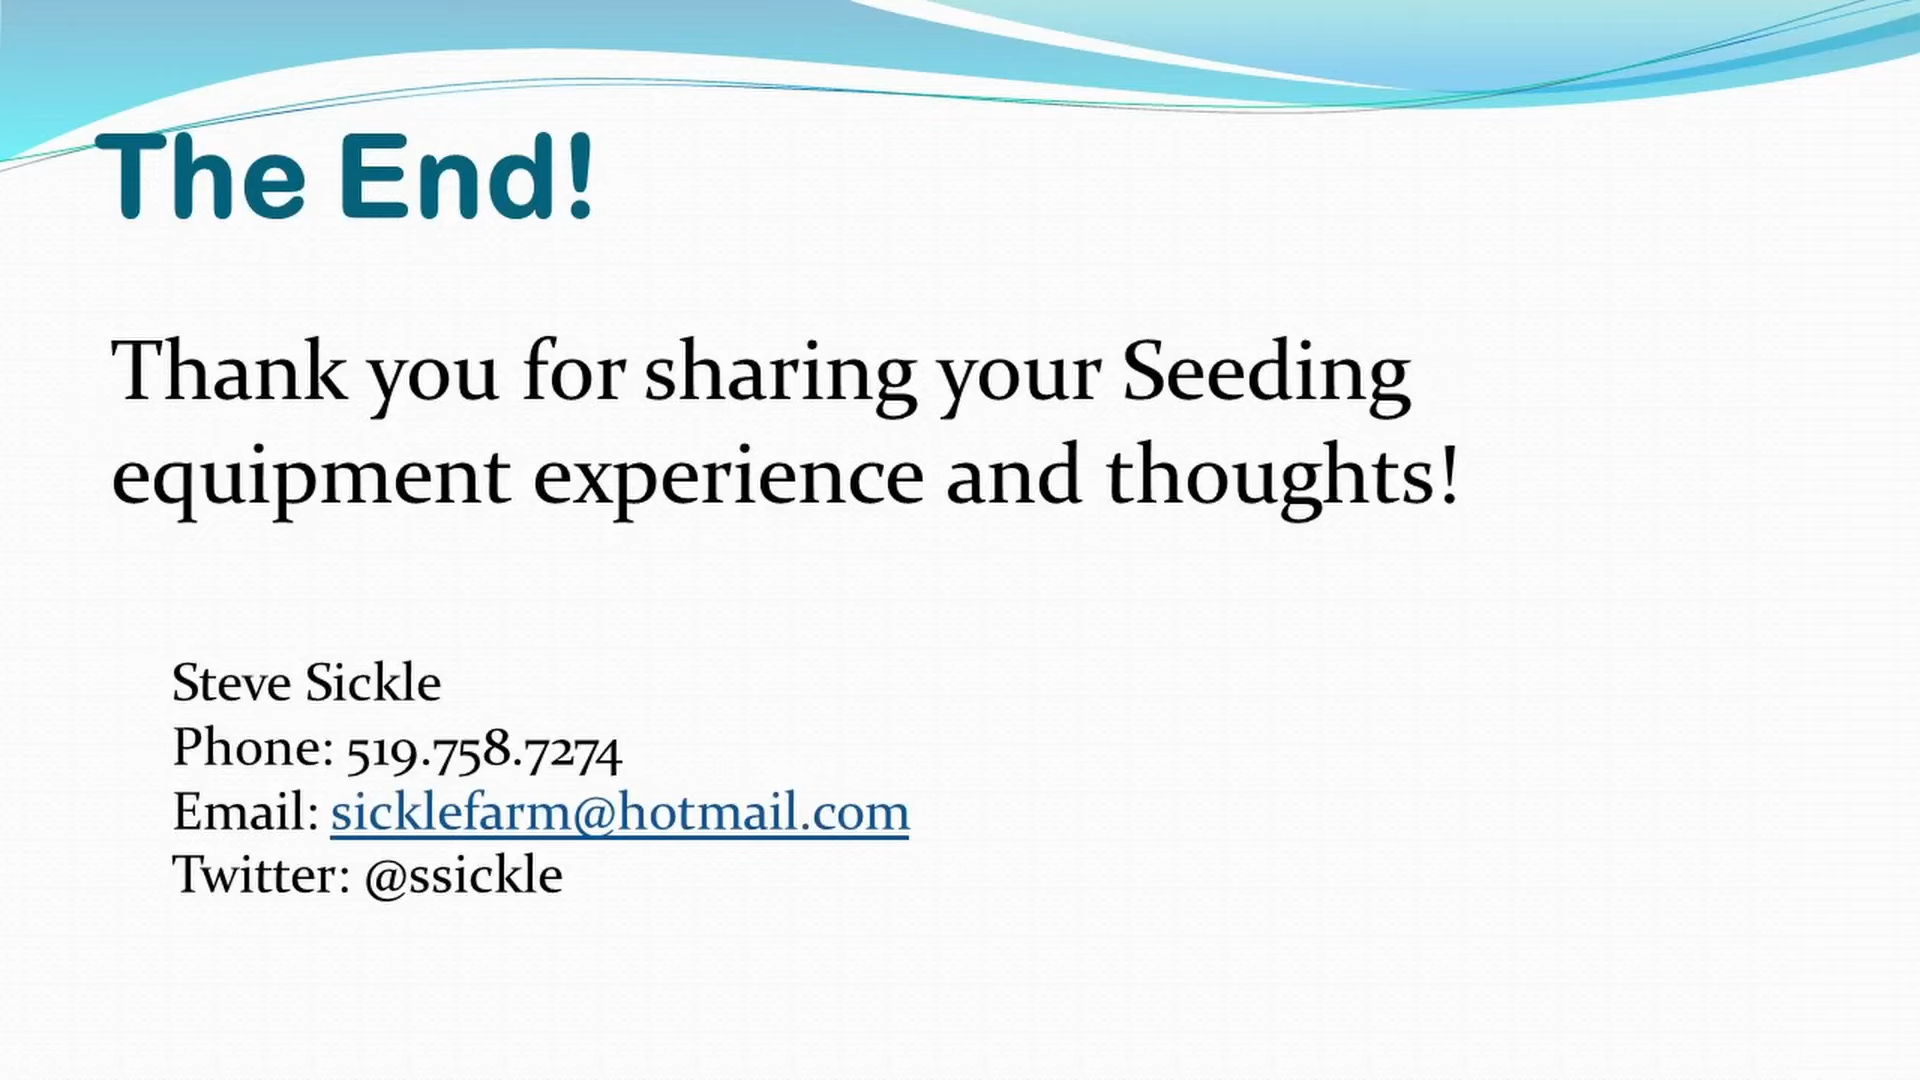 The End!
Thank you for sharing your Seeding
equipment experience and thoughts!
Steve Sickle
Phone: 519.758.7274
Email: sicklefarm@hotmail.com
Twitter: @ssickle